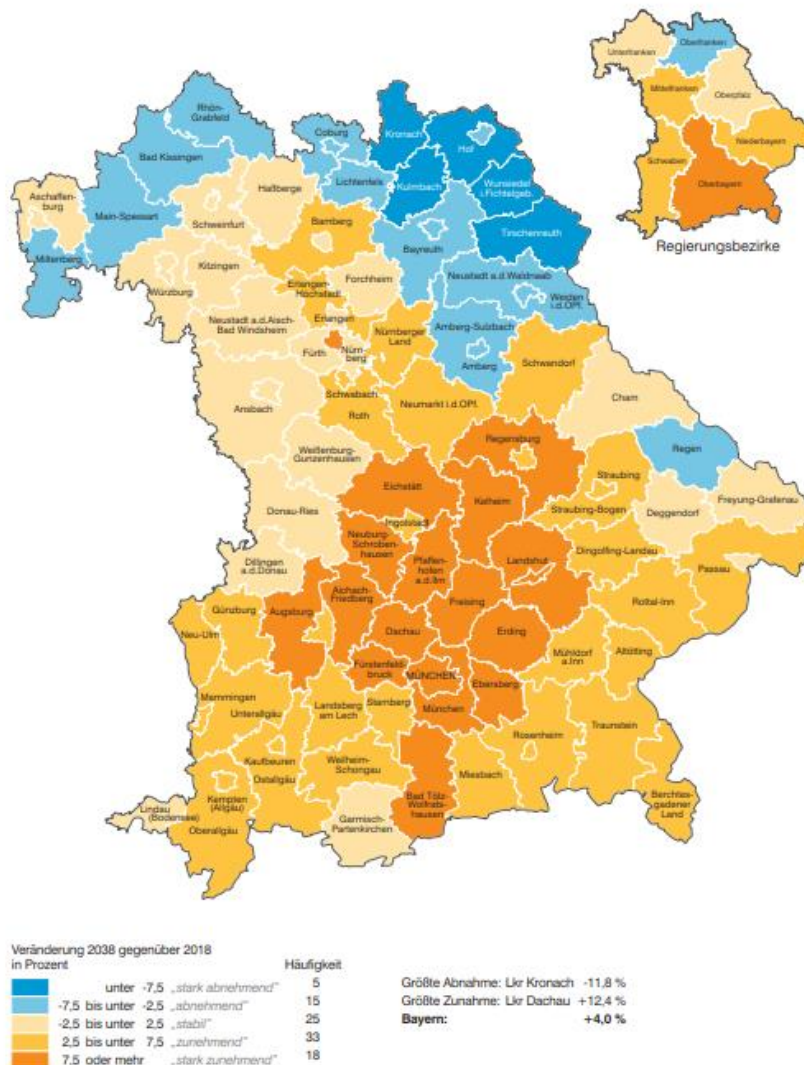 Unterfranken
Oberfranken
Mittelfranken
Oberpfalz
Niederbayern
Schwaben
Oberbayern
Regierungsbezirke
Rhön-
Grabfeld
Bad Kissingen
Coburg
Kronach
Hof
Lichtenfels
Kulmbach
Wunsiedel
i.Fichtelgeb.
Aschaffen-
burg
Main-Spessart
Schweinfurt
Haßberge
Bamberg
Bayreuth
Tirschenreuth
Miltenberg
Würzburg
Kitzingen
Erlangen-
Höchstadt
Forchheim
Neustadt a.d.Waldnaab
Weiden
i.d.OPf.
Neustadt a.d.Aisch-
Bad Windsheim
Erlangen
Nürnberger
Land
Amberg-Sulzbach
Fürth
Nürn-
berg
Amberg
Schwandorf
Ansbach
Schwabach
Roth
Neumarkt i.d.OPf.
Cham
Weißenburg-
Gunzenhausen
Regensburg
Regen
Eichstätt
Kelheim
Straubing
Straubing-Bogen
Freyung-Grafenau
Deggendorf
Donau-Ries
Ingolstadt
Neuburg-
Schroben-
hausen
Pfaffen-
hofen
a.d.Ilm
Landshut
Dingolfing-Landau
Passau
Dillingen
a.d.Donau
Aichach-
Friedberg
Freising
Rottal-Inn
Günzburg
Augsburg
Neu-Ulm
Dachau
Erding
Mühldorf
a.Inn
Altötting
Fürstenfeld-
bruck
MÜNCHEN
Ebersberg
Memmingen
Unterallgäu
Landsberg
am Lech
Starnberg
München
Rosenheim
Traunstein
Kaufbeuren
Ostallgäu
Weilheim-
Schongau
Miesbach
Bad Tölz-
Wolfrats-
hausen
Berchtes-
gadener
Land
Lindau
(Bodensee)
Kempten
(Allgäu)
Oberallgäu
Garmisch-
Partenkirchen
Veränderung 2038 gegenüber 2018
in Prozent Häufigkeit
unter -7,5 „stark abnehmend" 5
-7,5 bis unter -2,5 „abnehmend" 15
-2,5 bis unter 2,5 „stabil" 25
2,5 bis unter 7,5 „zunehmend" 33
7,5 oder mehr „stark zunehmend" 18
Größte Abnahme: Lkr Kronach -11,8 %
Größte Zunahme: Lkr Dachau +12,4 %
Bayern: +4,0 %